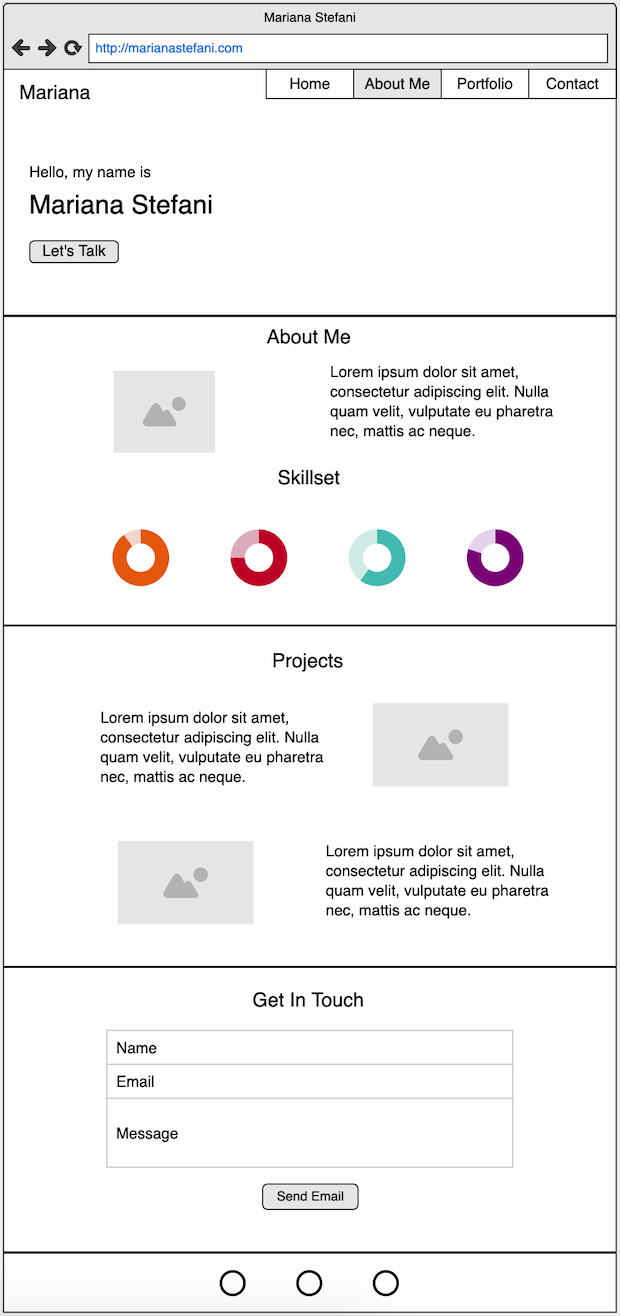 Mariana Stefani
http://marianastefani.com
Mariana
Home
About Me
Portfolio
Contact
Hello, my name is
Mariana Stefani
Let's Talk
About Me
Lorem ipsum dolor sit amet,
consectetur adipiscing elit. Nulla
quam velit, vulputate eu pharetra
nec, mattis ac neque.
Skillset
Projects
Lorem ipsum dolor sit amet,
consectetur adipiscing elit. Nulla
quam velit, vulputate eu pharetra
nec, mattis ac neque.
Lorem ipsum dolor sit amet,
consectetur adipiscing elit. Nulla
quam velit, vulputate eu pharetra
nec, mattis ac neque.
Get In Touch
Name
Email
Message
Send Email